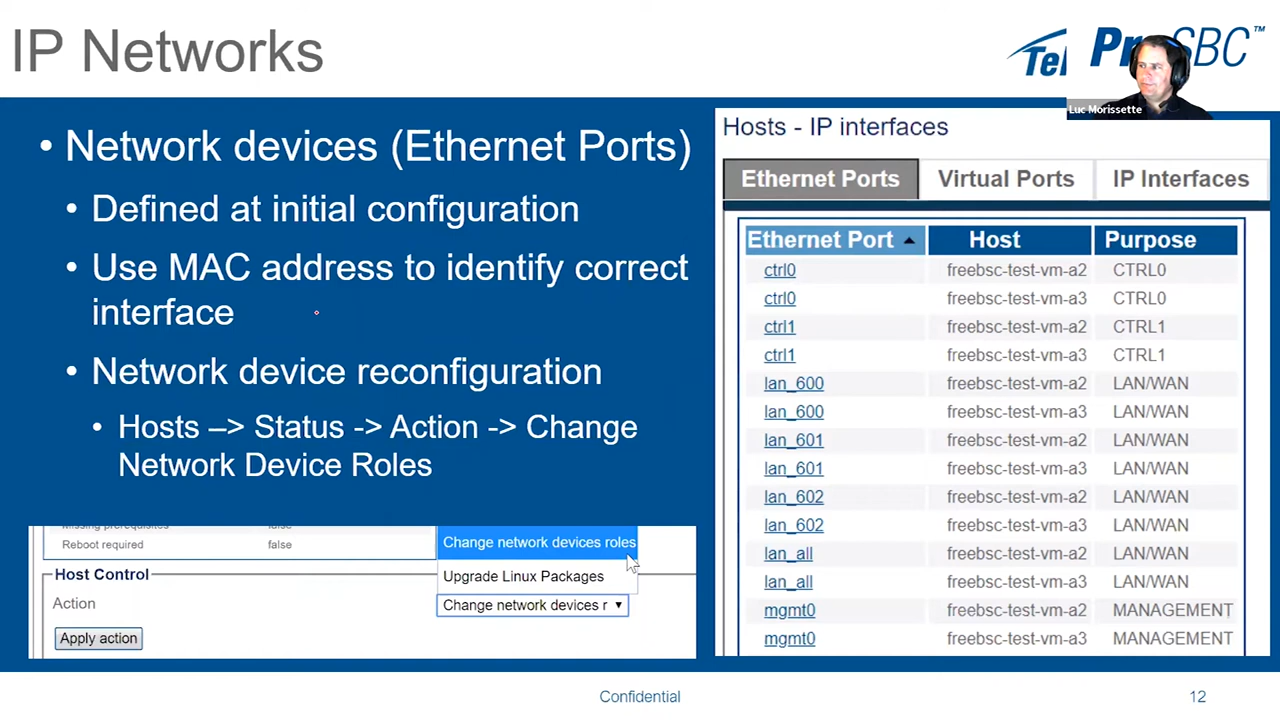 IP Networks
Tel
Pr SBC™
Luc Morissette
• Network devices (Ethernet Ports)
• Defined at initial configuration
• Use MAC address to identify correct
interface
• Network device reconfiguration
• Hosts –> Status -> Action -> Change
Network Device Roles
Missing prerequisites false
Reboot required false
Change network devices roles
Upgrade Linux Packages
Host Control
Action Change network devices r
Apply action
Hosts - IP interfaces
Ethernet Ports Virtual Ports IP Interfaces
Ethernet Port Host Purpose
ctrl0 freebsc-test-vm-a2 CTRL0
ctrl0 freebsc-test-vm-a3 CTRL0
ctrl1 freebsc-test-vm-a2 CTRL1
ctrl1 freebsc-test-vm-a3 CTRL1
lan_600 freebsc-test-vm-a2 LAN/WAN
lan_600 freebsc-test-vm-a3 LAN/WAN
lan_601 freebsc-test-vm-a2 LAN/WAN
lan_601 freebsc-test-vm-a3 LAN/WAN
lan_602 freebsc-test-vm-a2 LAN/WAN
lan_602 freebsc-test-vm-a3 LAN/WAN
lan_all freebsc-test-vm-a2 LAN/WAN
lan_all freebsc-test-vm-a3 LAN/WAN
mgmt0 freebsc-test-vm-a2 MANAGEMENT
mgmt0 freebsc-test-vm-a3 MANAGEMENT
Confidential
12